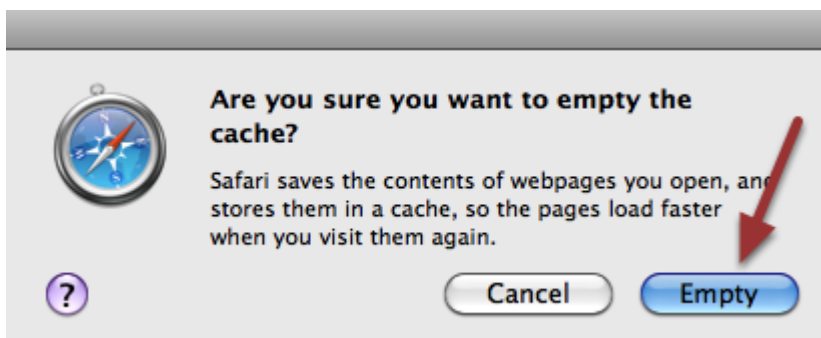 Are you sure you want to empty the
cache?
Safari saves the contents of webpages you open, and
stores them in a cache, so the pages load faster
when you visit them again.
?
Cancel
Empty